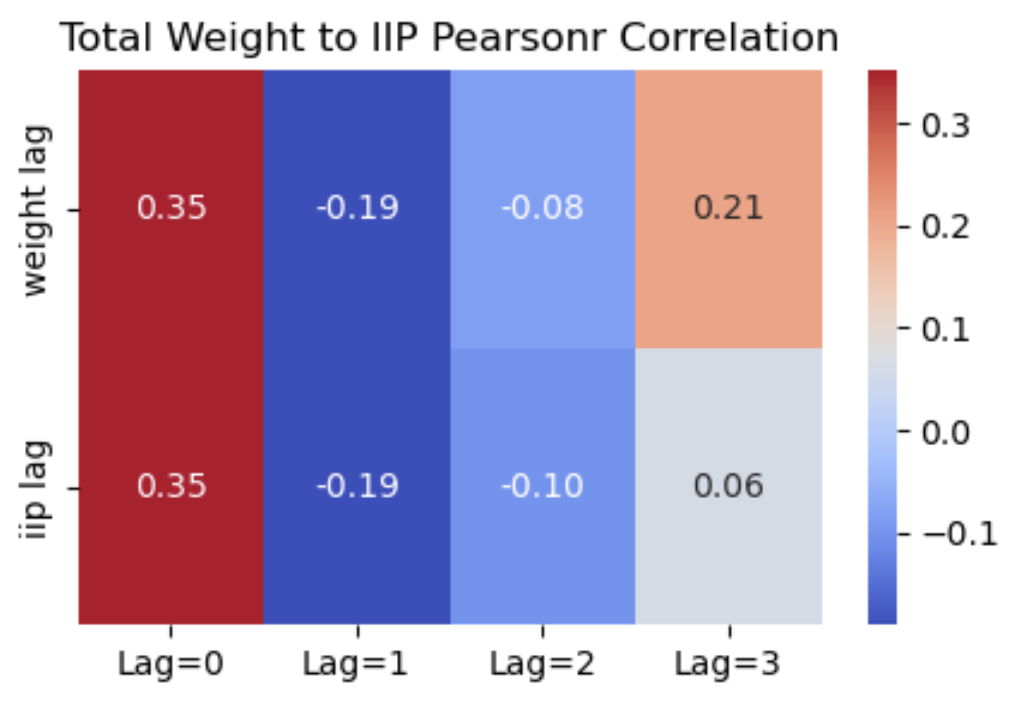 Total Weight to IIP Pearsonr Correlation
weight lag
0.35 -0.19 -0.08 0.21
iip lag
0.35 -0.19 -0.10 0.06
Lag=0 Lag=1 Lag=2 Lag=3
0.3
0.2
0.1
0.0
−0.1